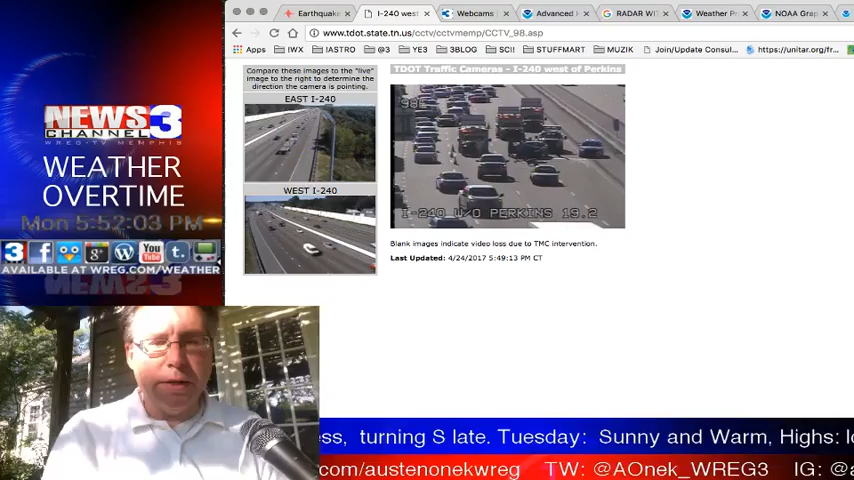 Earthquake
I-240 west
Webcams |
Advanced
RADAR WI
Weather Pr
NOAA Grap
www.tdot.state.tn.us/cctv/cctvmemp/CCTV_98.asp
Apps
IWX
IASTRO
@3
YE3
3BLOG
SCI!
STUFFMART
MUZIK
Join/Update Consul...
https://unitar.org/
NEWS
CHANNEL 3
WREG-TV MEMPHIS
WEATHER
OVERTIME
Mon 5:52:03 PM
3 f g+ W You Tube t.
AVAILABLE AT WREG.COM/WEATHER
Compare these images to the "live"
image to the right to determine the
direction the camera is pointing.
EAST I-240
WEST I-240
TDOT Traffic Cameras - I-240 west of Perkins
I-240 W/O PERKINS 19.2
Blank images indicate video loss due to TMC intervention.
Last Updated: 4/24/2017 5:49:13 PM CT
ess, turning S late. Tuesday: Sunny and Warm, Highs: l
.com/austenonekwreg TW: @AOnek_WREG3 IG: @a